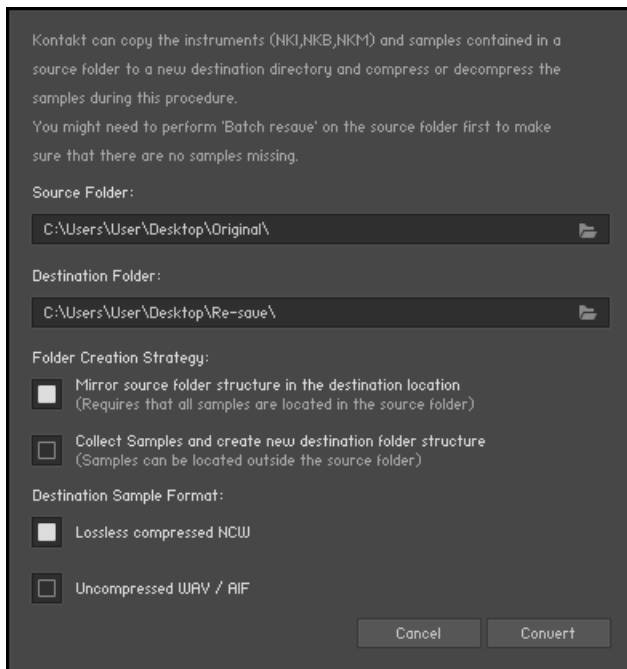 Kontakt can copy the instruments (NKI,NKB,NKM) and samples contained in a
source folder to a new destination directory and compress or decompress the
samples during this procedure.
You might need to perform 'Batch resave' on the source folder first to make
sure that there are no samples missing.
Source Folder:
C:\Users\User\Desktop\Original\
Destination Folder:
C:\Users\User\Desktop\Re-save\
Folder Creation Strategy:
Mirror source folder structure in the destination location
(Requires that all samples are located in the source folder)
Collect Samples and create new destination folder structure
(Samples can be located outside the source folder)
Destination Sample Format:
Lossless compressed NCW
Uncompressed WAV / AIF
Cancel Convert